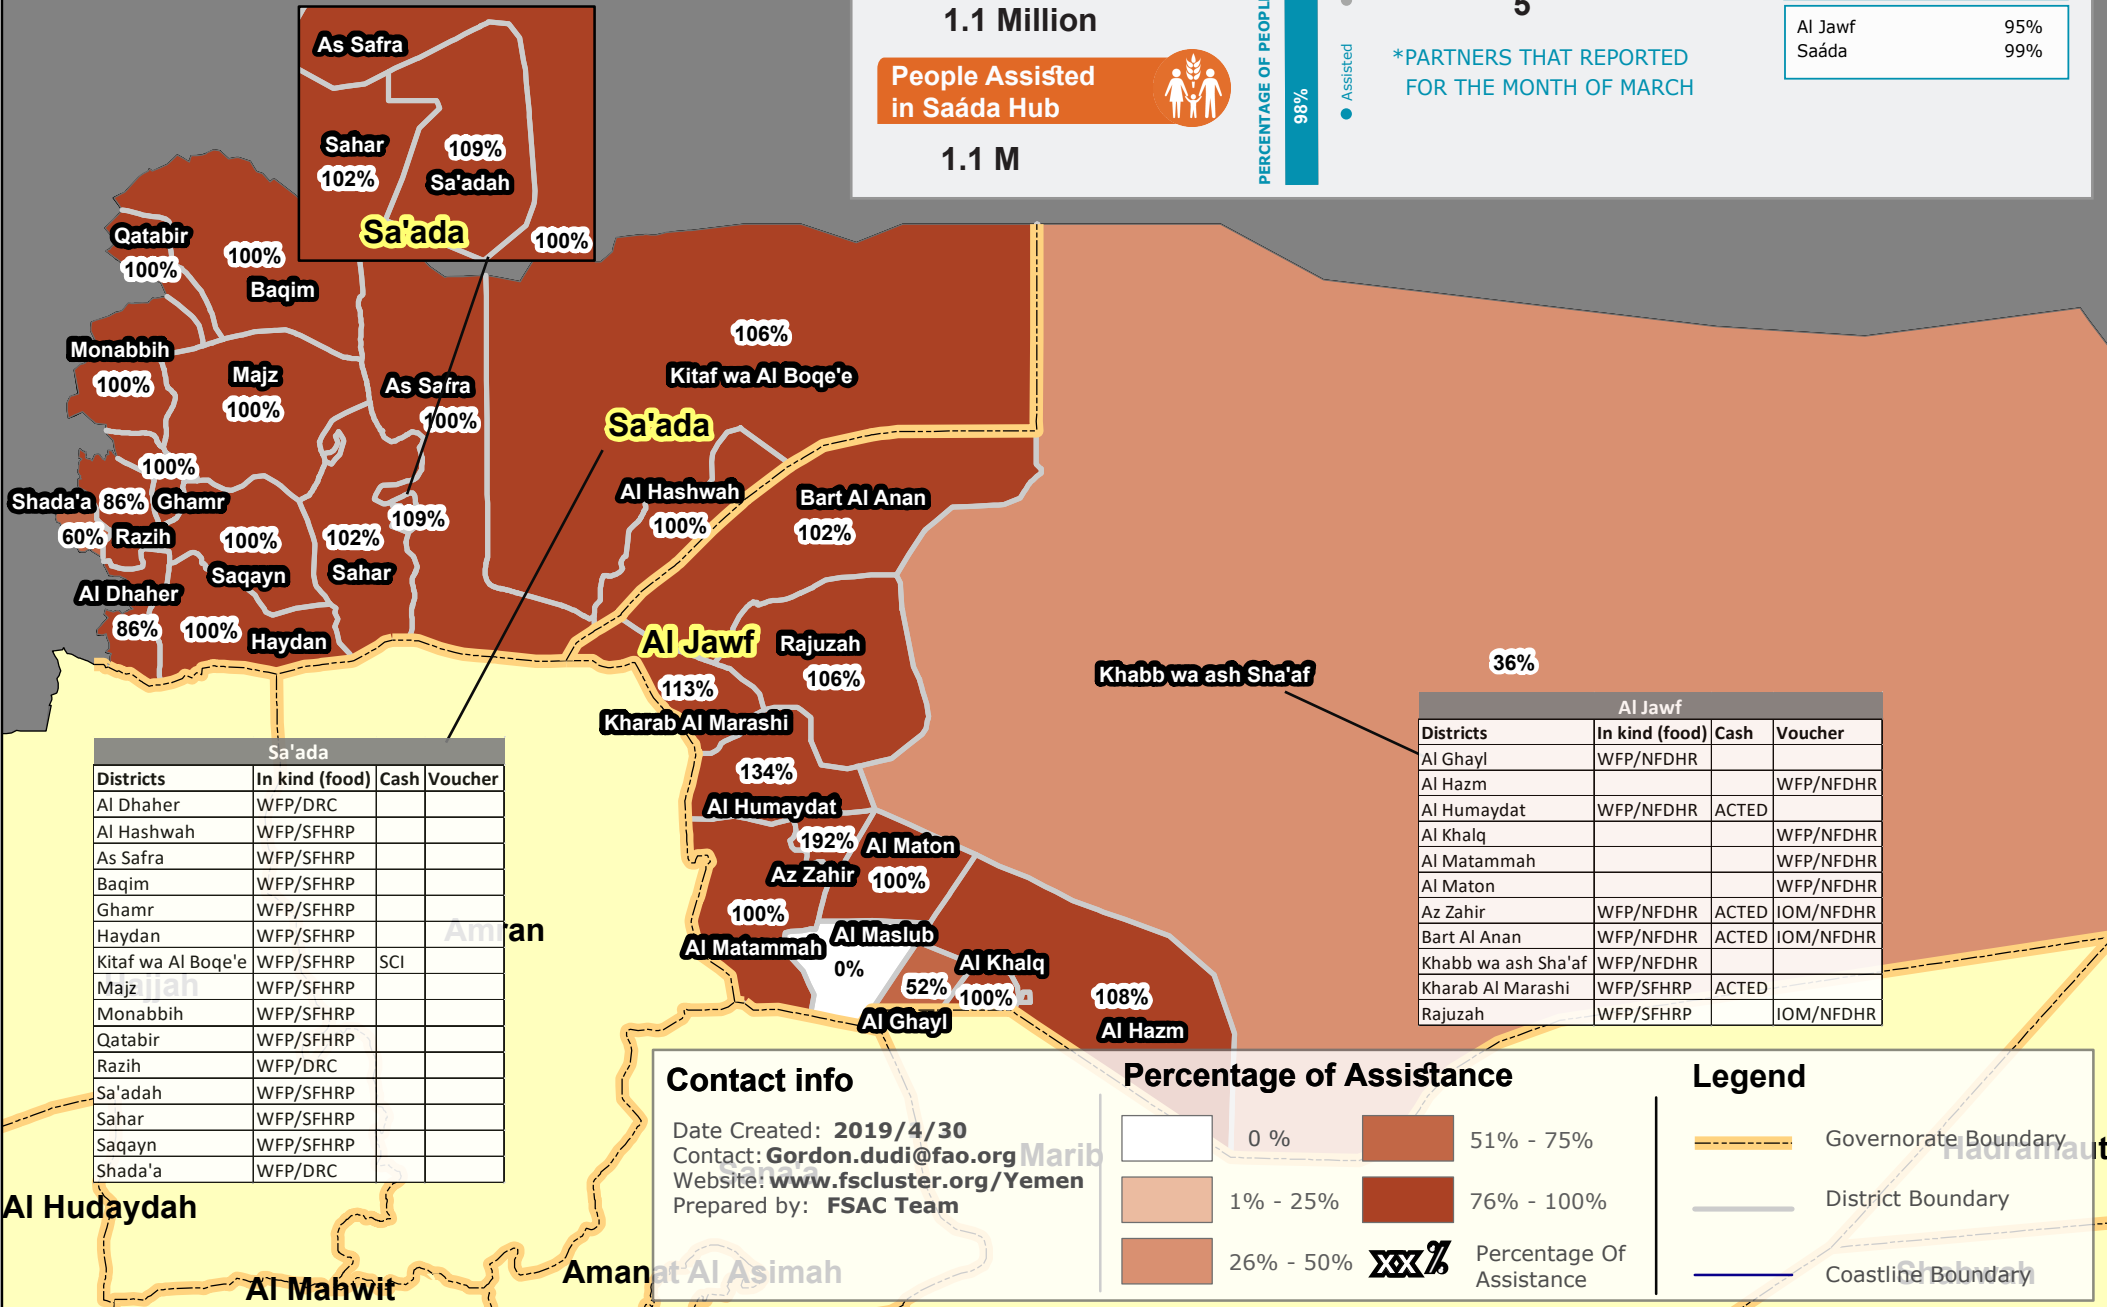 1.1 Million
People Assisted
in Saáda Hub
1.1 M
98%
Assisted
5
*PARTNERS THAT REPORTED
FOR THE MONTH OF MARCH
Al Jawf 95%
Saáda 99%
As Safra
Sahar
102%
109%
Sa'adah
Sa'ada
100%
Qatabir
100%
100%
Baqim
Monabbih
100%
Majz
100%
As Safra
100%
106%
Kitaf wa Al Boqe'e
Sa'ada
100%
Shada'a 86% Ghamr
60% Razih
100%
Saqayn
102%
Sahar
109%
Al Hashwah
100%
Bart Al Anan
102%
Al Dhaher
86%
100%
Haydan
Al Jawf
Rajuzah
106%
113%
Kharab Al Marashi
Khabb wa ash Sha'af
36%
134%
Al Humaydat
192%
Az Zahir
Al Maton
100%
100%
Al Matammah
Al Maslub
0%
52%
Al Ghayl
Al Khalq
100%
108%
Al Hazm
Sa'ada
Districts In kind (food) Cash Voucher
Al Dhaher WFP/DRC
Al Hashwah WFP/SFHRP
As Safra WFP/SFHRP
Baqim WFP/SFHRP
Ghamr WFP/SFHRP
Haydan WFP/SFHRP
Kitaf wa Al Boqe'e WFP/SFHRP SCI
Majz WFP/SFHRP
Monabbih WFP/SFHRP
Qatabir WFP/SFHRP
Razih WFP/DRC
Sa'adah WFP/SFHRP
Sahar WFP/SFHRP
Saqayn WFP/SFHRP
Shada'a WFP/DRC
Al Jawf
Districts In kind (food) Cash Voucher
Al Ghayl WFP/NFDHR
Al Hazm WFP/NFDHR
Al Humaydat WFP/NFDHR ACTED
Al Khalq WFP/NFDHR
Al Matammah WFP/NFDHR
Al Maton WFP/NFDHR
Az Zahir WFP/NFDHR ACTED IOM/NFDHR
Bart Al Anan WFP/NFDHR ACTED IOM/NFDHR
Khabb wa ash Sha'af WFP/NFDHR
Kharab Al Marashi WFP/SFHRP ACTED
Rajuzah WFP/SFHRP IOM/NFDHR
Amran
Hajjah
Al Hudaydah
Al Mahwit
Amanat Al Asimah
Sana'a
Marib
Hadramaut
Shabwah
Contact info
Date Created: 2019/4/30
Contact: Gordon.dudi@fao.org
Website: www.fscluster.org/Yemen
Prepared by: FSAC Team
Percentage of Assistance
0 %
1% - 25%
26% - 50%
51% - 75%
76% - 100%
xx% Percentage Of
Assistance
Legend
Governorate Boundary
District Boundary
Coastline Boundary
PERCENTAGE OF